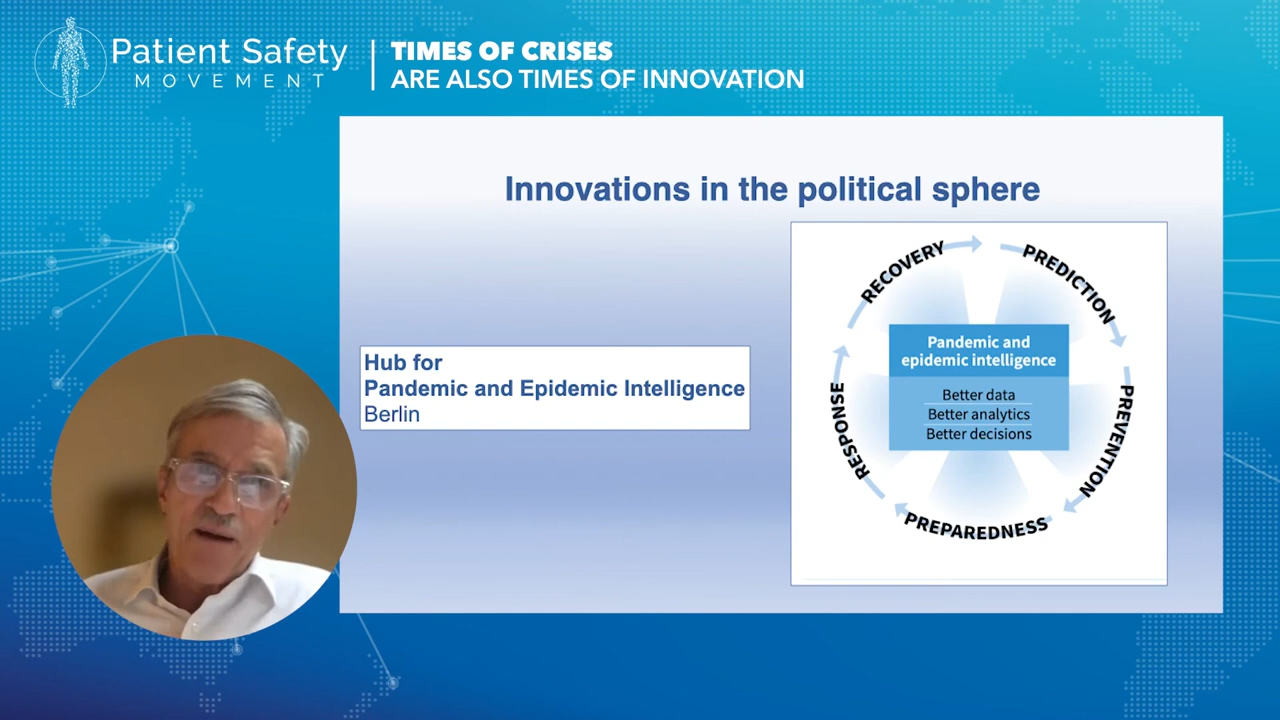 Patient Safety
MOVEMENT
TIMES OF CRISES
ARE ALSO TIMES OF INNOVATION
Innovations in the political sphere
Hub for
Pandemic and Epidemic Intelligence
Berlin
RECOVERY
PREDICTION
PREVENTION
PREPAREDNESS
RESPONSE
Pandemic and
epidemic intelligence
Better data
Better analytics
Better decisions